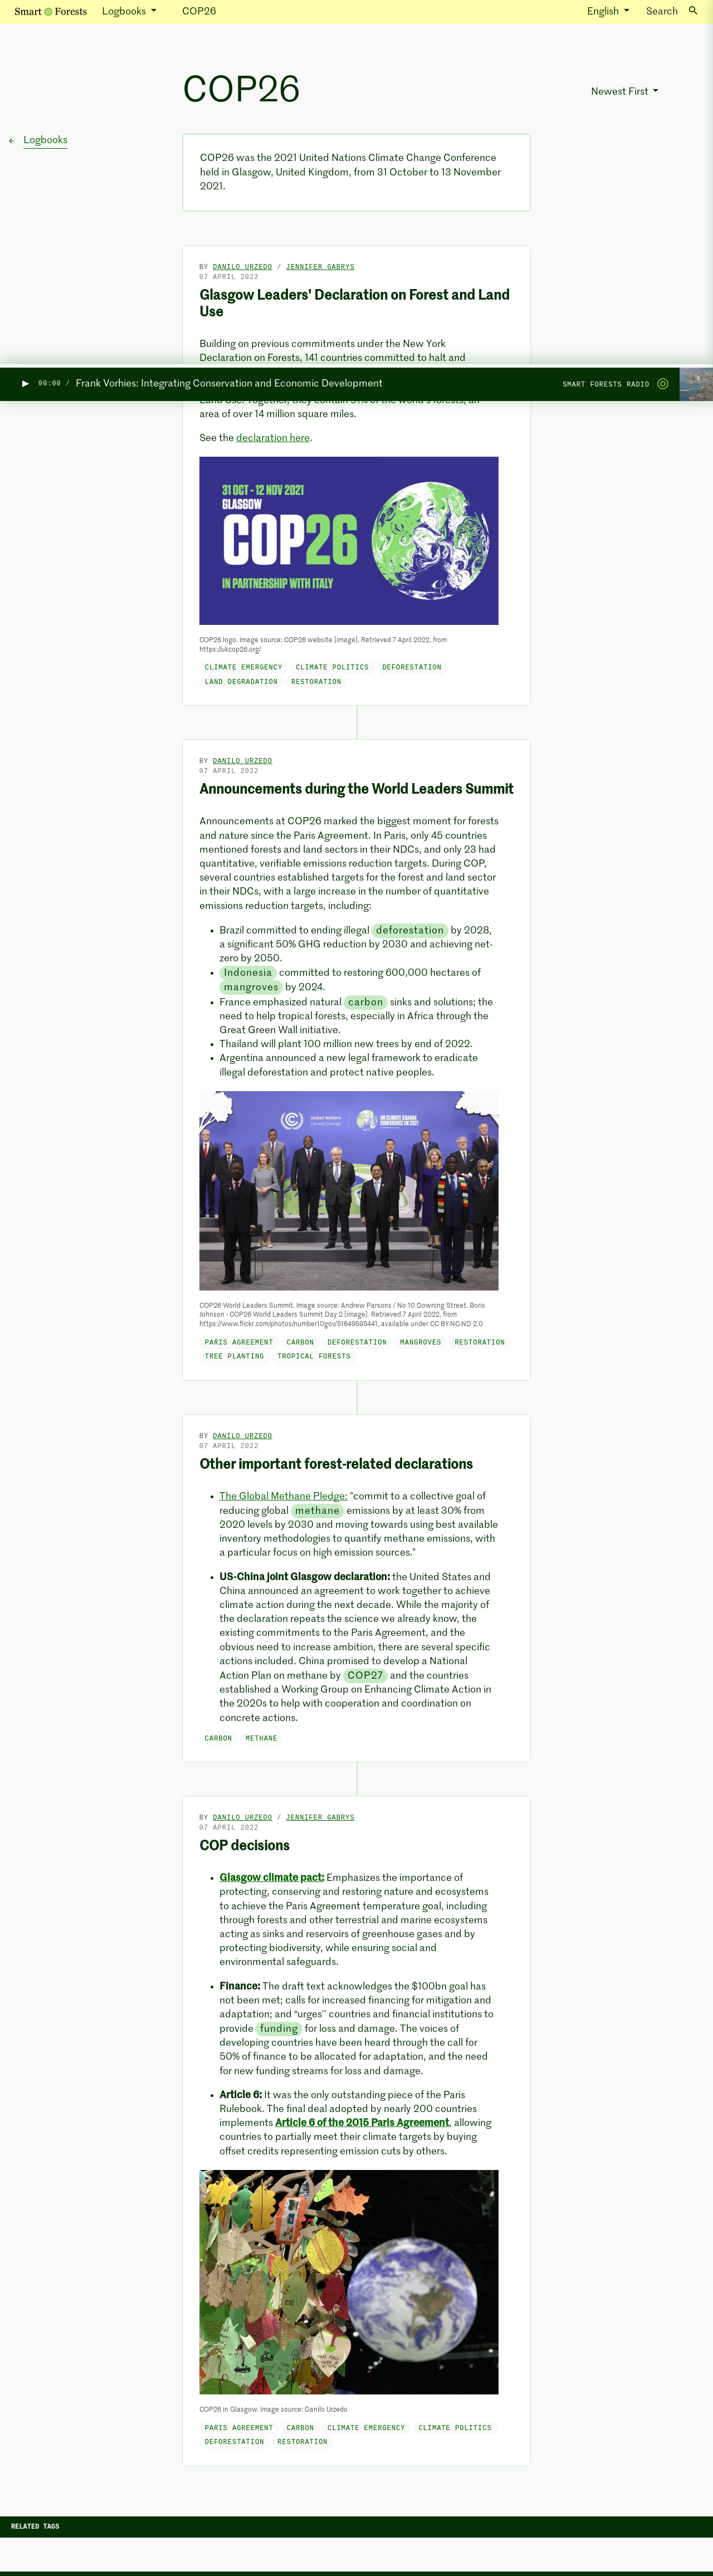 Smart Forests Logbooks COP26 English Search
COP26
Newest First
← Logbooks
COP26 was the 2021 United Nations Climate Change Conference
held in Glasgow, United Kingdom, from 31 October to 13 November
2021.
BY DANILO URZEDO / JENNIFER GABRYS
07 APRIL 2022
Glasgow Leaders' Declaration on Forest and Land
Use
Building on previous commitments under the New York
Declaration on Forests, 141 countries committed to halt and
00:00 / Frank Vorhies: Integrating Conservation and Economic Development SMART FORESTS RADIO
area of over 14 million square miles.
See the declaration here.
31 OCT - 12 NOV 2021
GLASGOW
COP26
IN PARTNERSHIP WITH ITALY
COP26 logo. Image source: COP26 website [image]. Retrieved 7 April 2022, from
https://ukcop26.org/
CLIMATE EMERGENCY CLIMATE POLITICS DEFORESTATION
LAND DEGRADATION RESTORATION
BY DANILO URZEDO
07 APRIL 2022
Announcements during the World Leaders Summit
Announcements at COP26 marked the biggest moment for forests
and nature since the Paris Agreement. In Paris, only 45 countries
mentioned forests and land sectors in their NDCs, and only 23 had
quantitative, verifiable emissions reduction targets. During COP,
several countries established targets for the forest and land sector
in their NDCs, with a large increase in the number of quantitative
emissions reduction targets, including:
• Brazil committed to ending illegal deforestation by 2028,
a significant 50% GHG reduction by 2030 and achieving net-
zero by 2050.
• Indonesia committed to restoring 600,000 hectares of
mangroves by 2024.
• France emphasized natural carbon sinks and solutions; the
need to help tropical forests, especially in Africa through the
Great Green Wall initiative.
• Thailand will plant 100 million new trees by end of 2022.
• Argentina announced a new legal framework to eradicate
illegal deforestation and protect native peoples.
United Nations
Climate Change
UN CLIMATE CHANGE
CONFERENCE UK 2021
COP26 World Leaders Summit. Image source: Andrew Parsons / No 10 Downing Street. Boris
Johnson - COP26 World Leaders Summit Day 2 [image]. Retrieved 7 April 2022, from
https://www.flickr.com/photos/number10gov/51649693441, available under CC BY-NC-ND 2.0
PARIS AGREEMENT CARBON DEFORESTATION MANGROVES RESTORATION
TREE PLANTING TROPICAL FORESTS
BY DANILO URZEDO
07 APRIL 2022
Other important forest-related declarations
• The Global Methane Pledge: "commit to a collective goal of
reducing global methane emissions by at least 30% from
2020 levels by 2030 and moving towards using best available
inventory methodologies to quantify methane emissions, with
a particular focus on high emission sources."
• US-China joint Glasgow declaration: the United States and
China announced an agreement to work together to achieve
climate action during the next decade. While the majority of
the declaration repeats the science we already know, the
existing commitments to the Paris Agreement, and the
obvious need to increase ambition, there are several specific
actions included. China promised to develop a National
Action Plan on methane by COP27 and the countries
established a Working Group on Enhancing Climate Action in
the 2020s to help with cooperation and coordination on
concrete actions.
CARBON METHANE
BY DANILO URZEDO / JENNIFER GABRYS
07 APRIL 2022
COP decisions
• Glasgow climate pact: Emphasizes the importance of
protecting, conserving and restoring nature and ecosystems
to achieve the Paris Agreement temperature goal, including
through forests and other terrestrial and marine ecosystems
acting as sinks and reservoirs of greenhouse gases and by
protecting biodiversity, while ensuring social and
environmental safeguards.
• Finance: The draft text acknowledges the $100bn goal has
not been met; calls for increased financing for mitigation and
adaptation; and "urges" countries and financial institutions to
provide funding for loss and damage. The voices of
developing countries have been heard through the call for
50% of finance to be allocated for adaptation, and the need
for new funding streams for loss and damage.
• Article 6: It was the only outstanding piece of the Paris
Rulebook. The final deal adopted by nearly 200 countries
implements Article 6 of the 2015 Paris Agreement, allowing
countries to partially meet their climate targets by buying
offset credits representing emission cuts by others.
COP26 in Glasgow. Image source: Danilo Urzedo
PARIS AGREEMENT CARBON CLIMATE EMERGENCY CLIMATE POLITICS
DEFORESTATION RESTORATION
RELATED TAGS